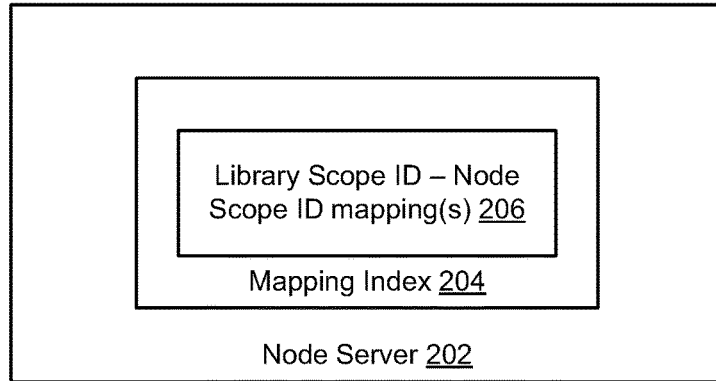 Library Scope ID – Node
Scope ID mapping(s) 206
Mapping Index 204
Node Server 202